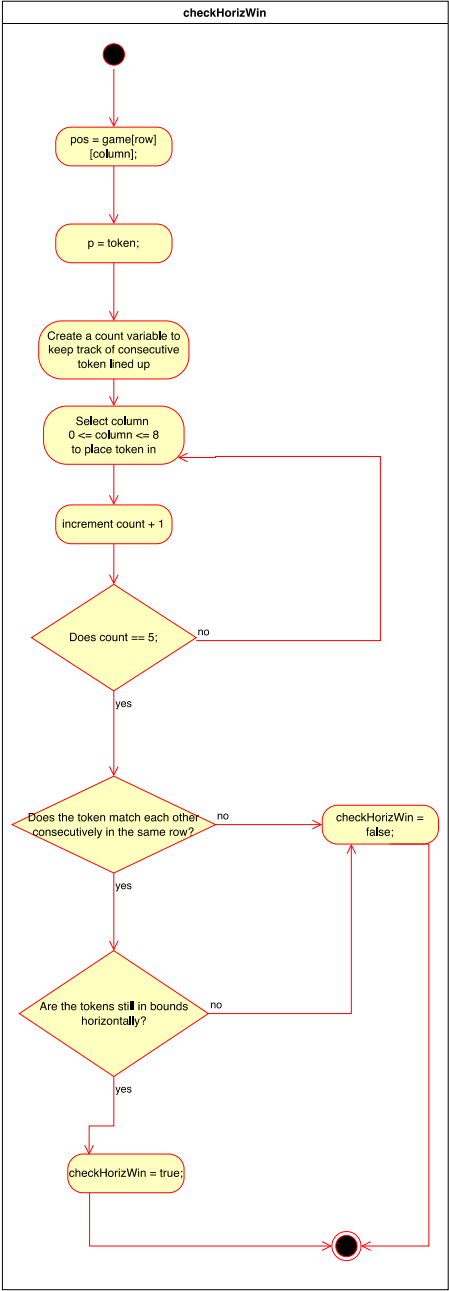 checkHorizWin
pos = game[row]
[column];
p = token;
Create a count variable to
keep track of consecutive
token lined up
Select column
0 <= column <= 8
to place token in
increment count + 1
Does count == 5;
no
yes
Does the token match each other
consecutively in the same row?
no
checkHorizWin =
false;
yes
Are the tokens still in bounds
horizontally?
no
yes
checkHorizWin = true;